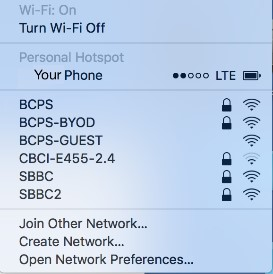 Wi-Fi: On
Turn Wi-Fi Off
Personal Hotspot
Your Phone LTE
BCPS
BCPS-BYOD
BCPS-GUEST
CBCI-E455-2.4
SBBC
SBBC2
Join Other Network...
Create Network...
Open Network Preferences...